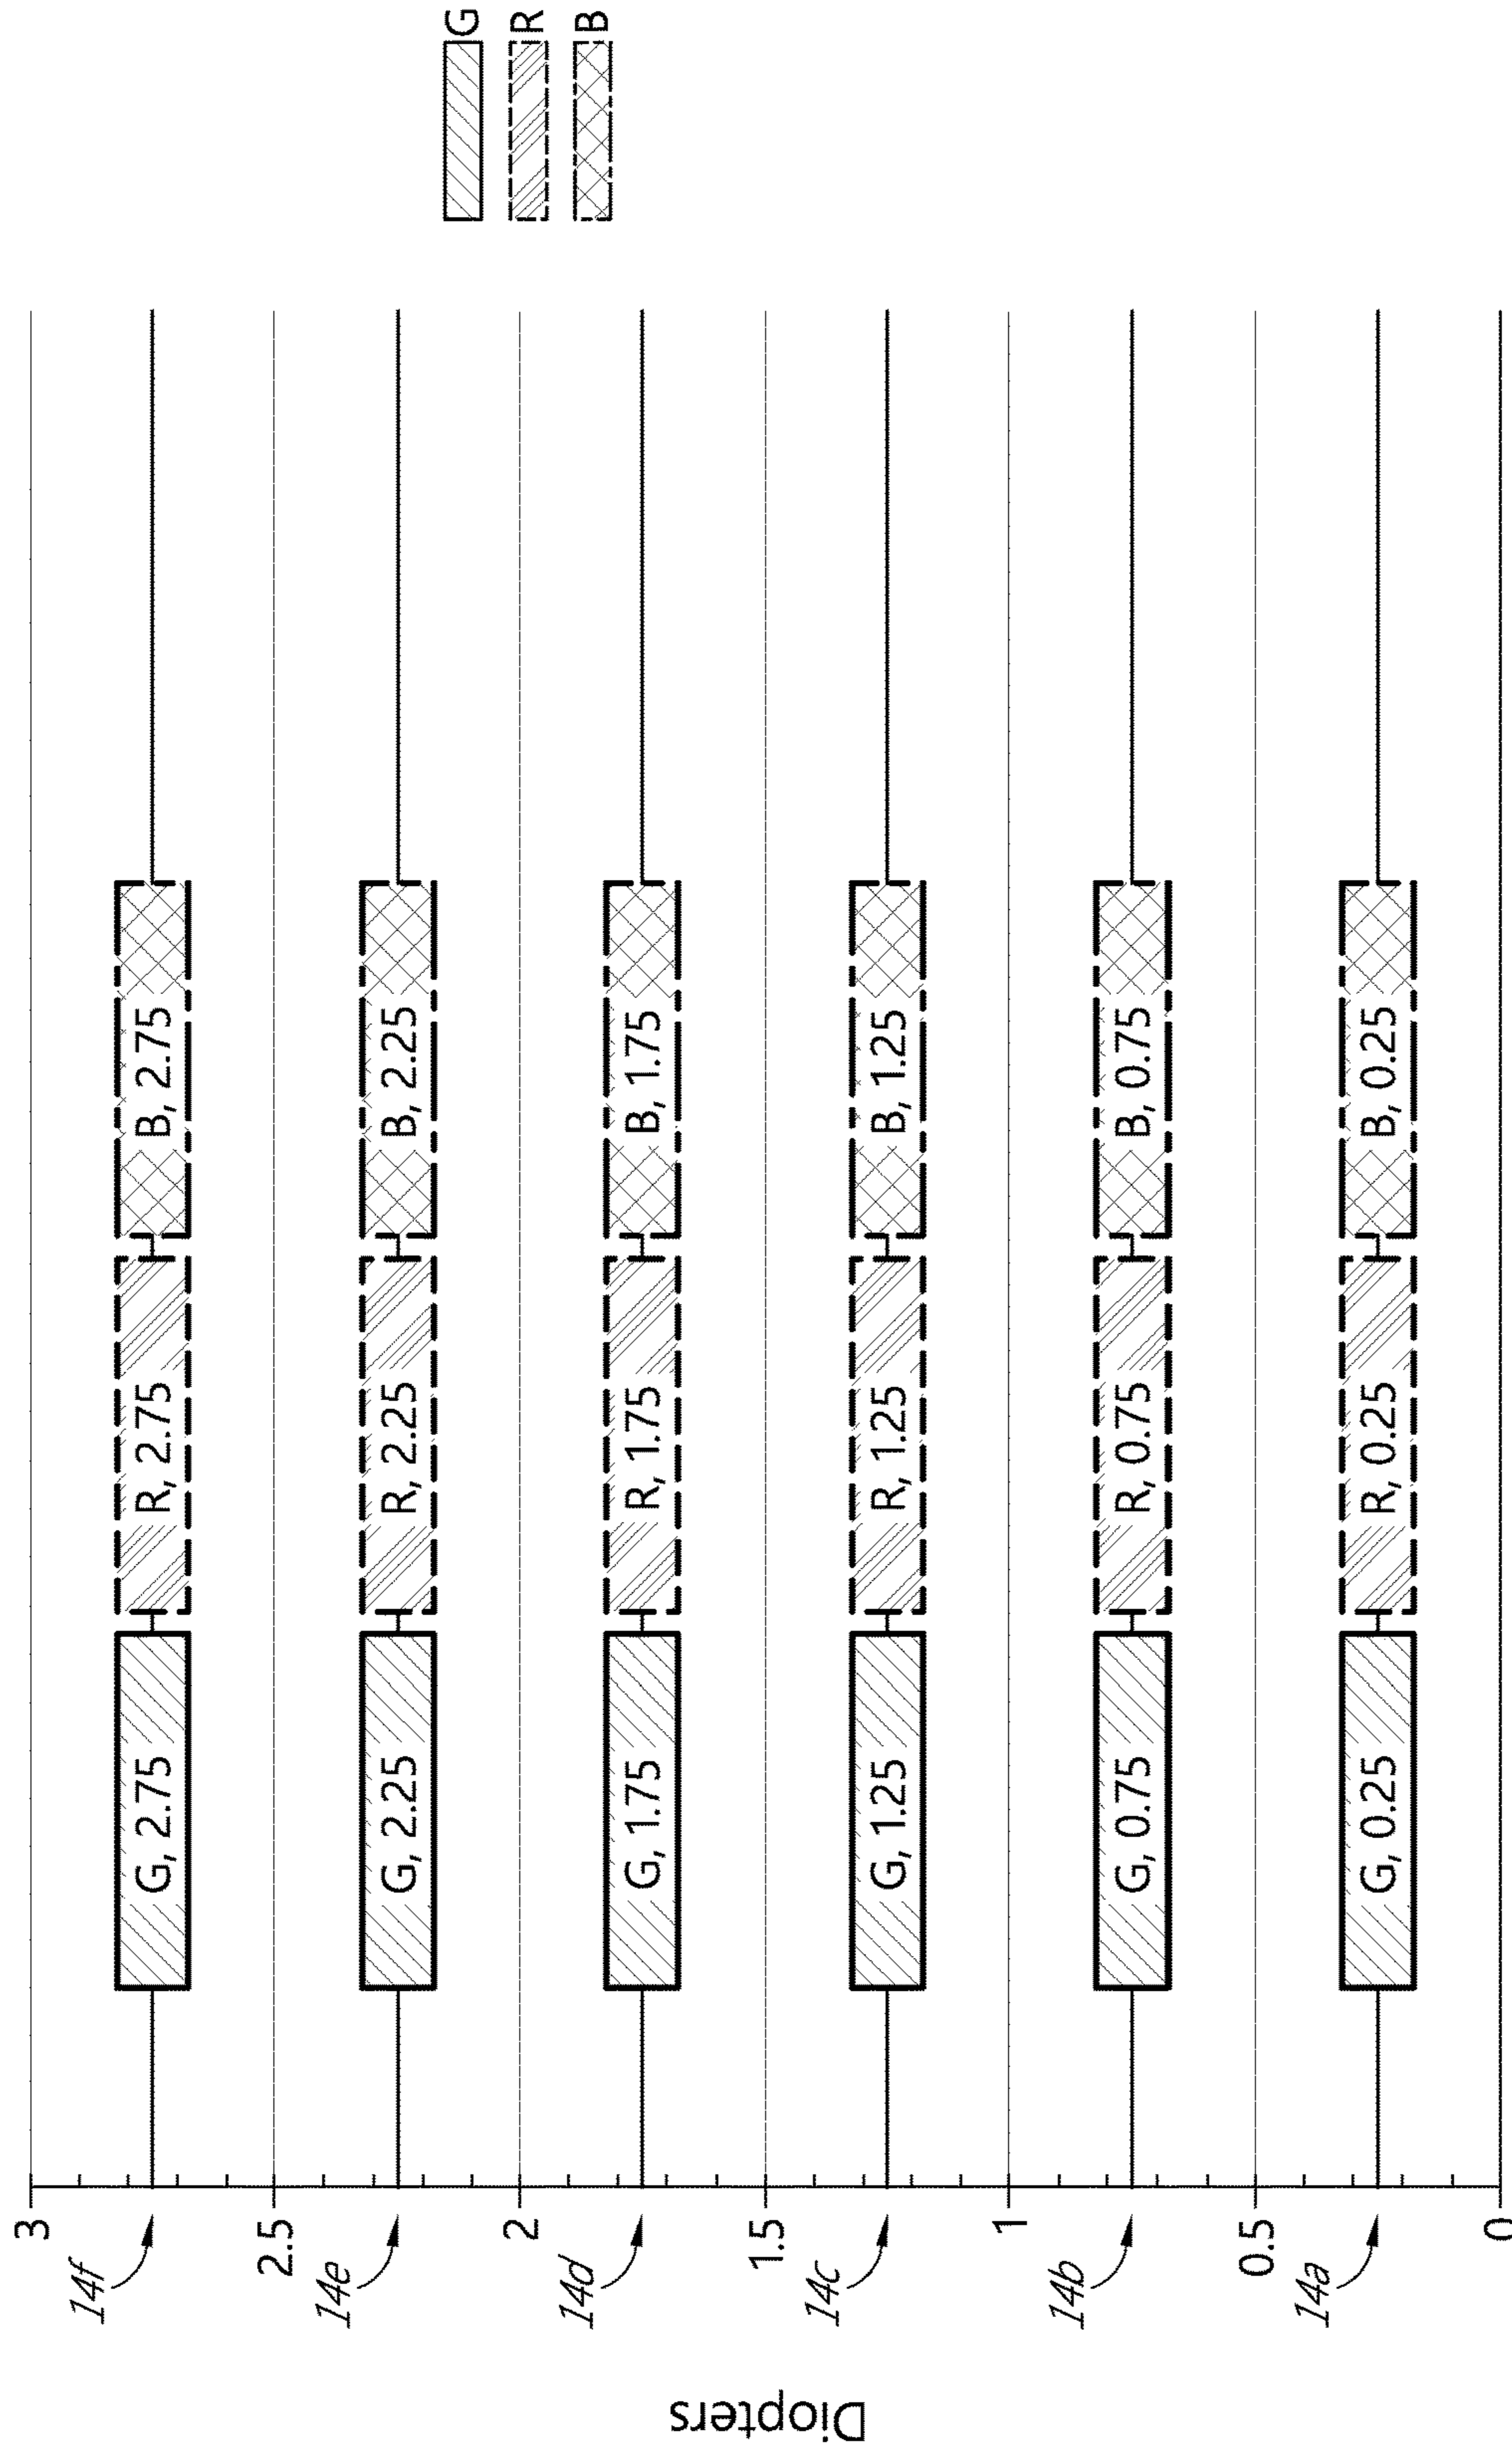 3
14f
G, 2.75 R, 2.75 B, 2.75
2.5
14e
G, 2.25 R, 2.25 B, 2.25
G
2
R
14d
G, 1.75 R, 1.75 B, 1.75
B
1.5
14c
G, 1.25 R, 1.25 B, 1.25
1
14b
G, 0.75 R, 0.75 B, 0.75
0.5
14a
G, 0.25 R, 0.25 B, 0.25
0
Diopters